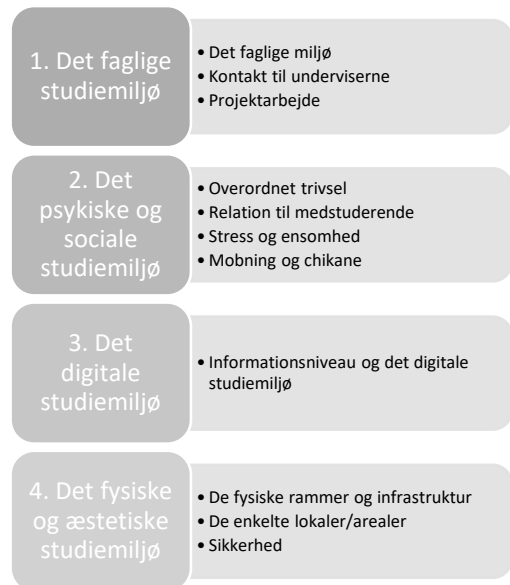 1. Det faglige
studiemiljø
• Det faglige miljø
• Kontakt til underviserne
• Projektarbejde
2. Det
psykiske og
sociale
studiemiljø
• Overordnet trivsel
• Relation til medstuderende
• Stress og ensomhed
• Mobning og chikane
3. Det
digitale
studiemiljø
• Informationsniveau og det digitale
studiemiljø
4. Det fysiske
og æstetiske
studiemiljø
• De fysiske rammer og infrastruktur
• De enkelte lokaler/arealer
• Sikkerhed